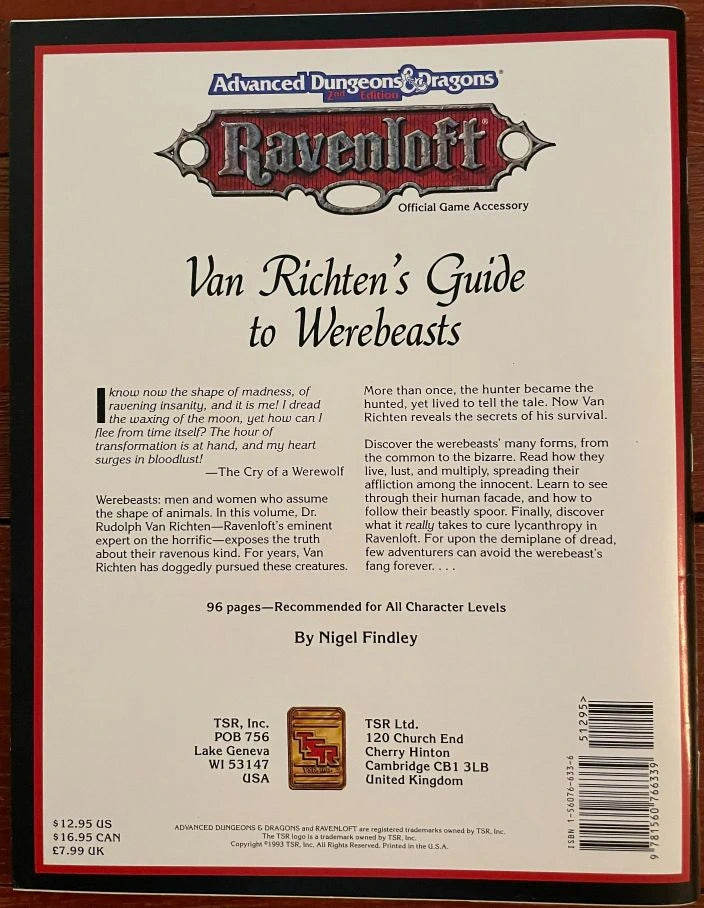 Advanced Dungeons & Dragons®
2nd Edition
Ravenloft®
Official Game Accessory
Van Richten's Guide
to Werebeasts
I know now the shape of madness, of
ravening insanity, and it is me! I dread
the waxing of the moon, yet how can I
flee from time itself? The hour of
transformation is at hand, and my heart
surges in bloodlust!
—The Cry of a Werewolf
Werebeasts: men and women who assume
the shape of animals. In this volume, Dr.
Rudolph Van Richten—Ravenloft's eminent
expert on the horrific—exposes the truth
about their ravenous kind. For years, Van
Richten has doggedly pursued these creatures.
More than once, the hunter became the
hunted, yet lived to tell the tale. Now Van
Richten reveals the secrets of his survival.
Discover the werebeasts' many forms, from
the common to the bizarre. Read how they
live, lust, and multiply, spreading their
affliction among the innocent. Learn to see
through their human facade, and how to
follow their beastly spoor. Finally, discover
what it really takes to cure lycanthropy in
Ravenloft. For upon the demiplane of dread,
few adventurers can avoid the werebeast's
fang forever. . . .
96 pages—Recommended for All Character Levels
By Nigel Findley
TSR, Inc.
POB 756
Lake Geneva
WI 53147
USA
TSR
TSR, Inc.
TSR Ltd.
120 Church End
Cherry Hinton
Cambridge CB1 3LB
United Kingdom
$12.95 US
$16.95 CAN
£7.99 UK
ADVANCED DUNGEONS & DRAGONS and RAVENLOFT are registered trademarks owned by TSR, Inc.
The TSR logo is a trademark owned by TSR, Inc.
Copyright ©1993 TSR, Inc. All Rights Reserved. Printed in the U.S.A.
51295>
ISBN 1-56076-633-6
9 781560 766339